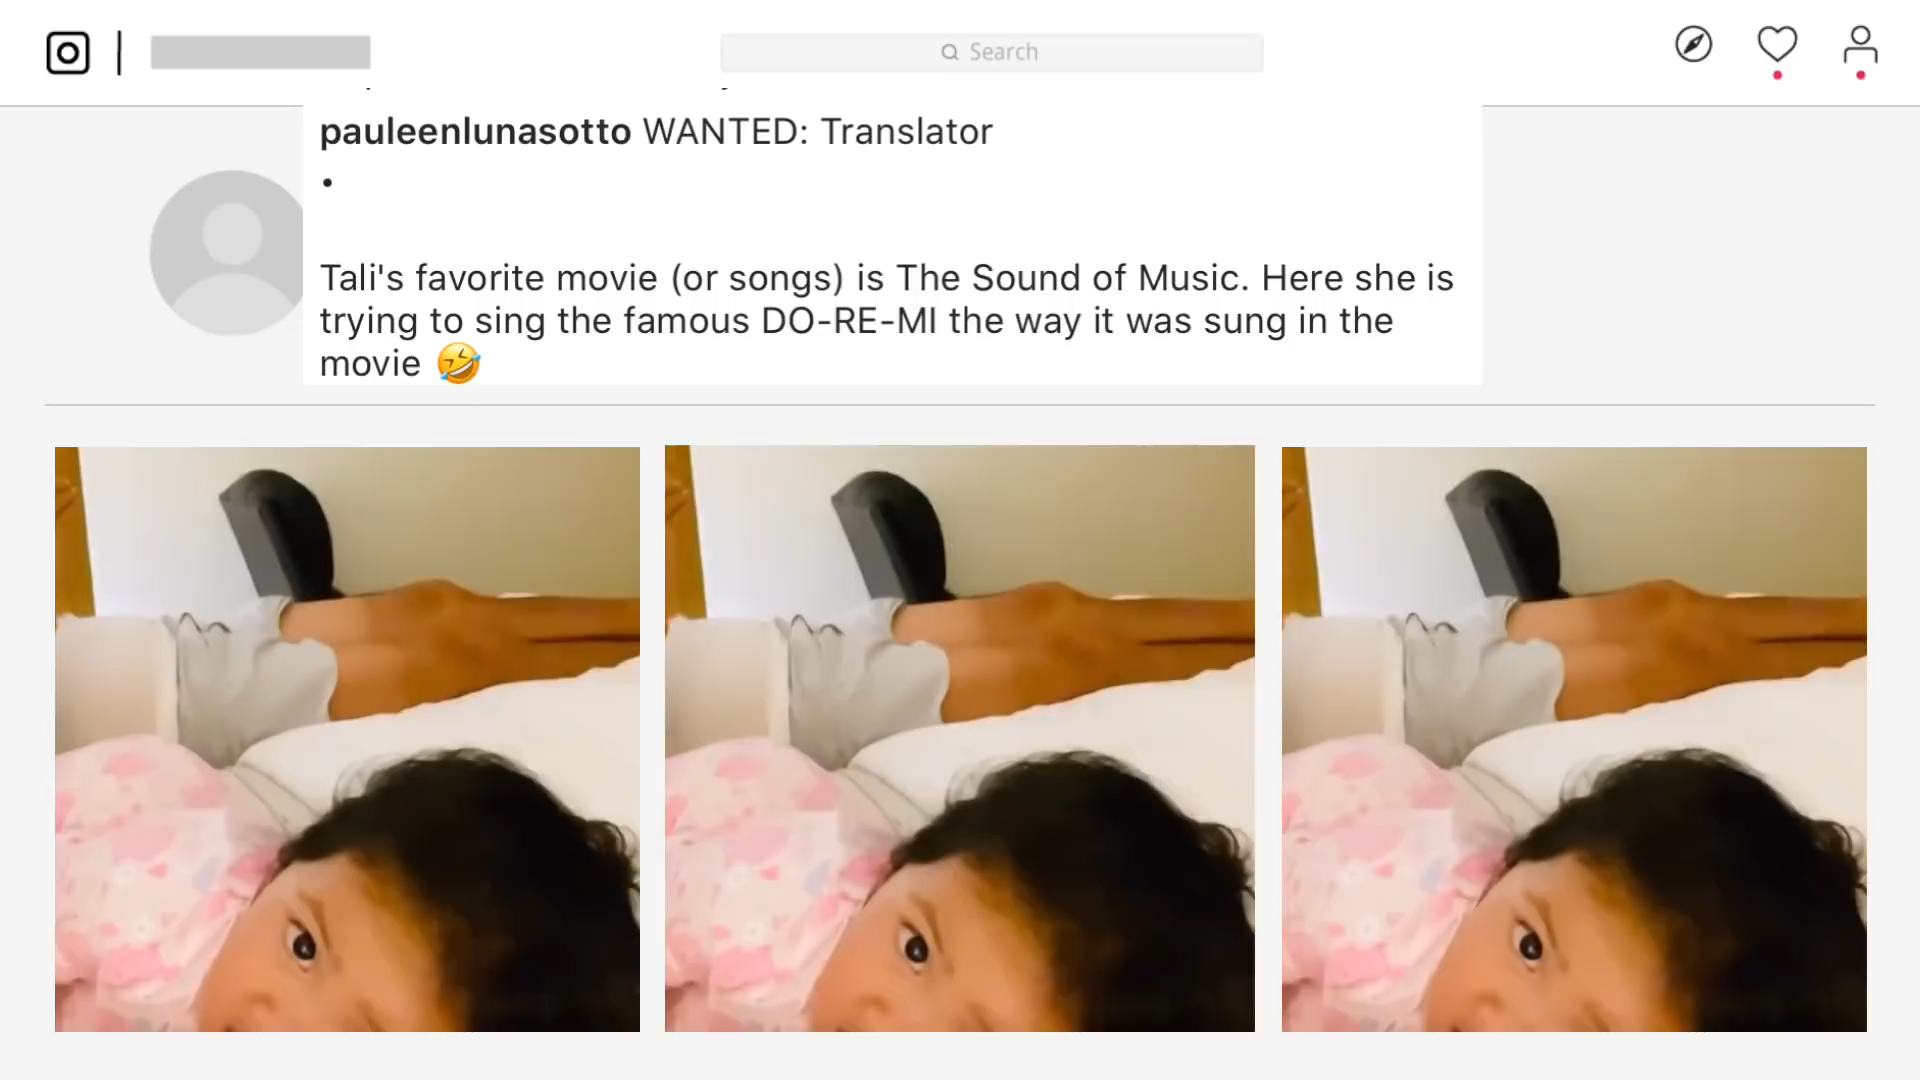 Search
pauleenlunasotto WANTED: Translator
•
Tali's favorite movie (or songs) is The Sound of Music. Here she is
trying to sing the famous DO-RE-MI the way it was sung in the
movie 🤣